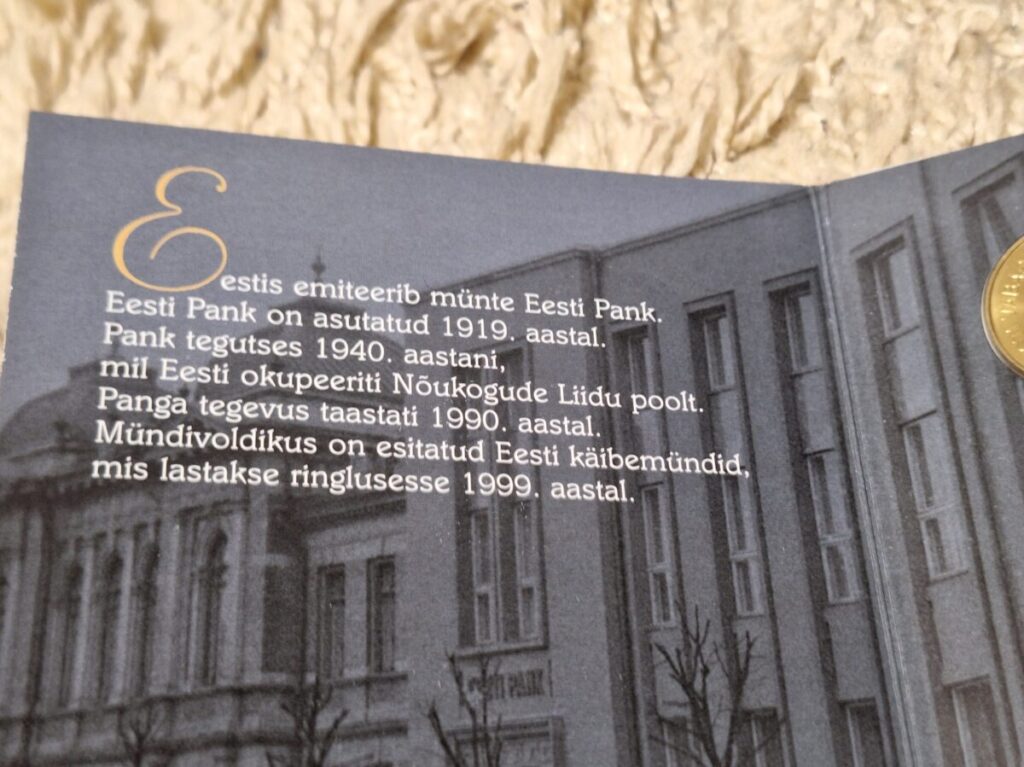 Eestis emiteerib münte Eesti Pank.
Eesti Pank on asutatud 1919. aastal.
Pank tegutses 1940. aastani,
mil Eesti okupeeriti Nõukogude Liidu poolt.
Panga tegevus taastati 1990. aastal.
Mündivoldikus on esitatud Eesti käibemündid,
mis lastakse ringlusesse 1999. aastal.
EESTI PANK